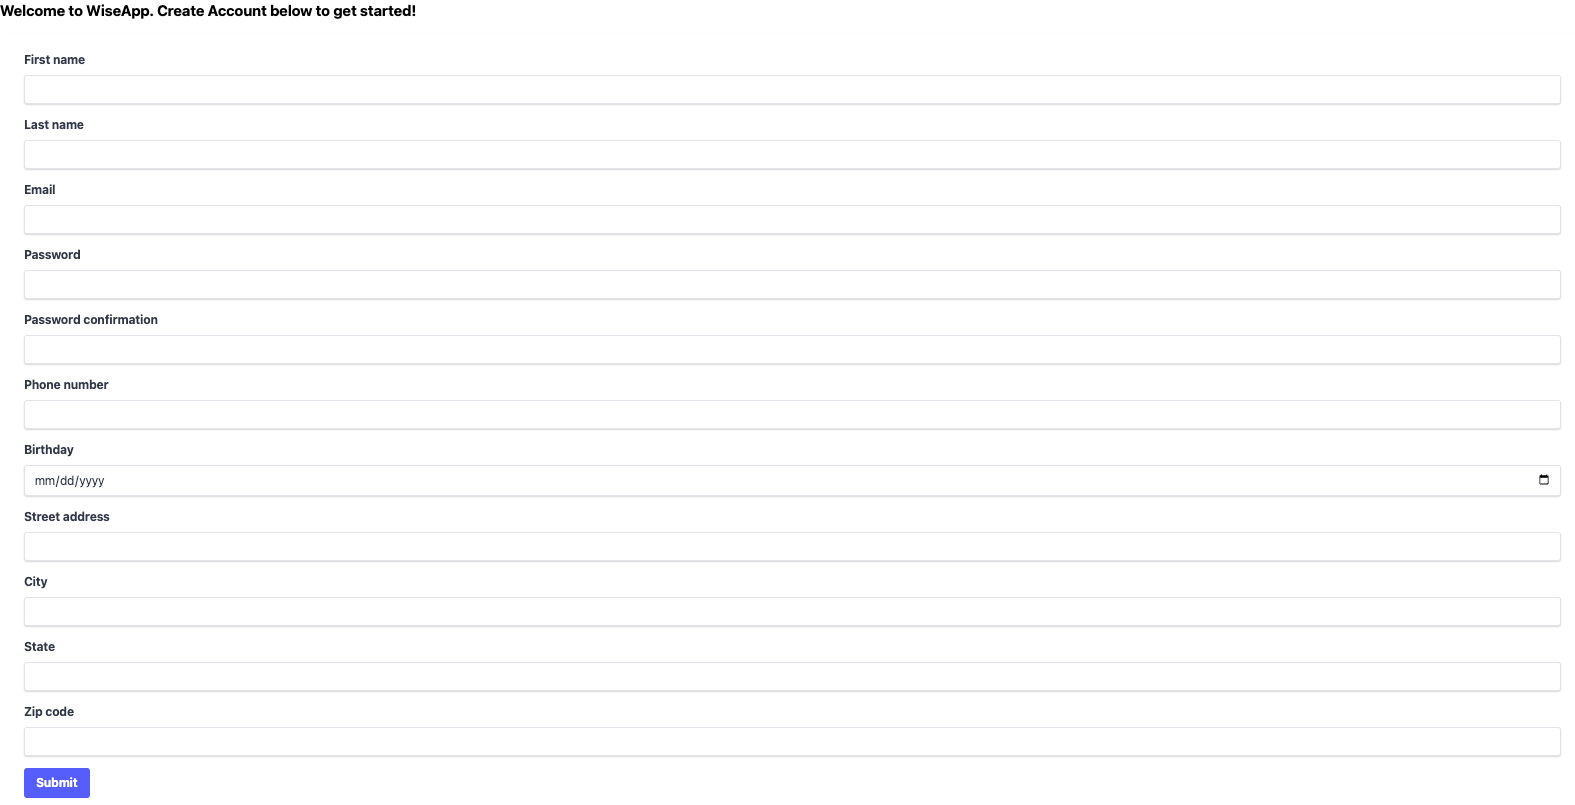 Welcome to WiseApp. Create Account below to get started!
First name
Last name
Email
Password
Password confirmation
Phone number
Birthday
mm/dd/yyyy
Street address
City
State
Zip code
Submit